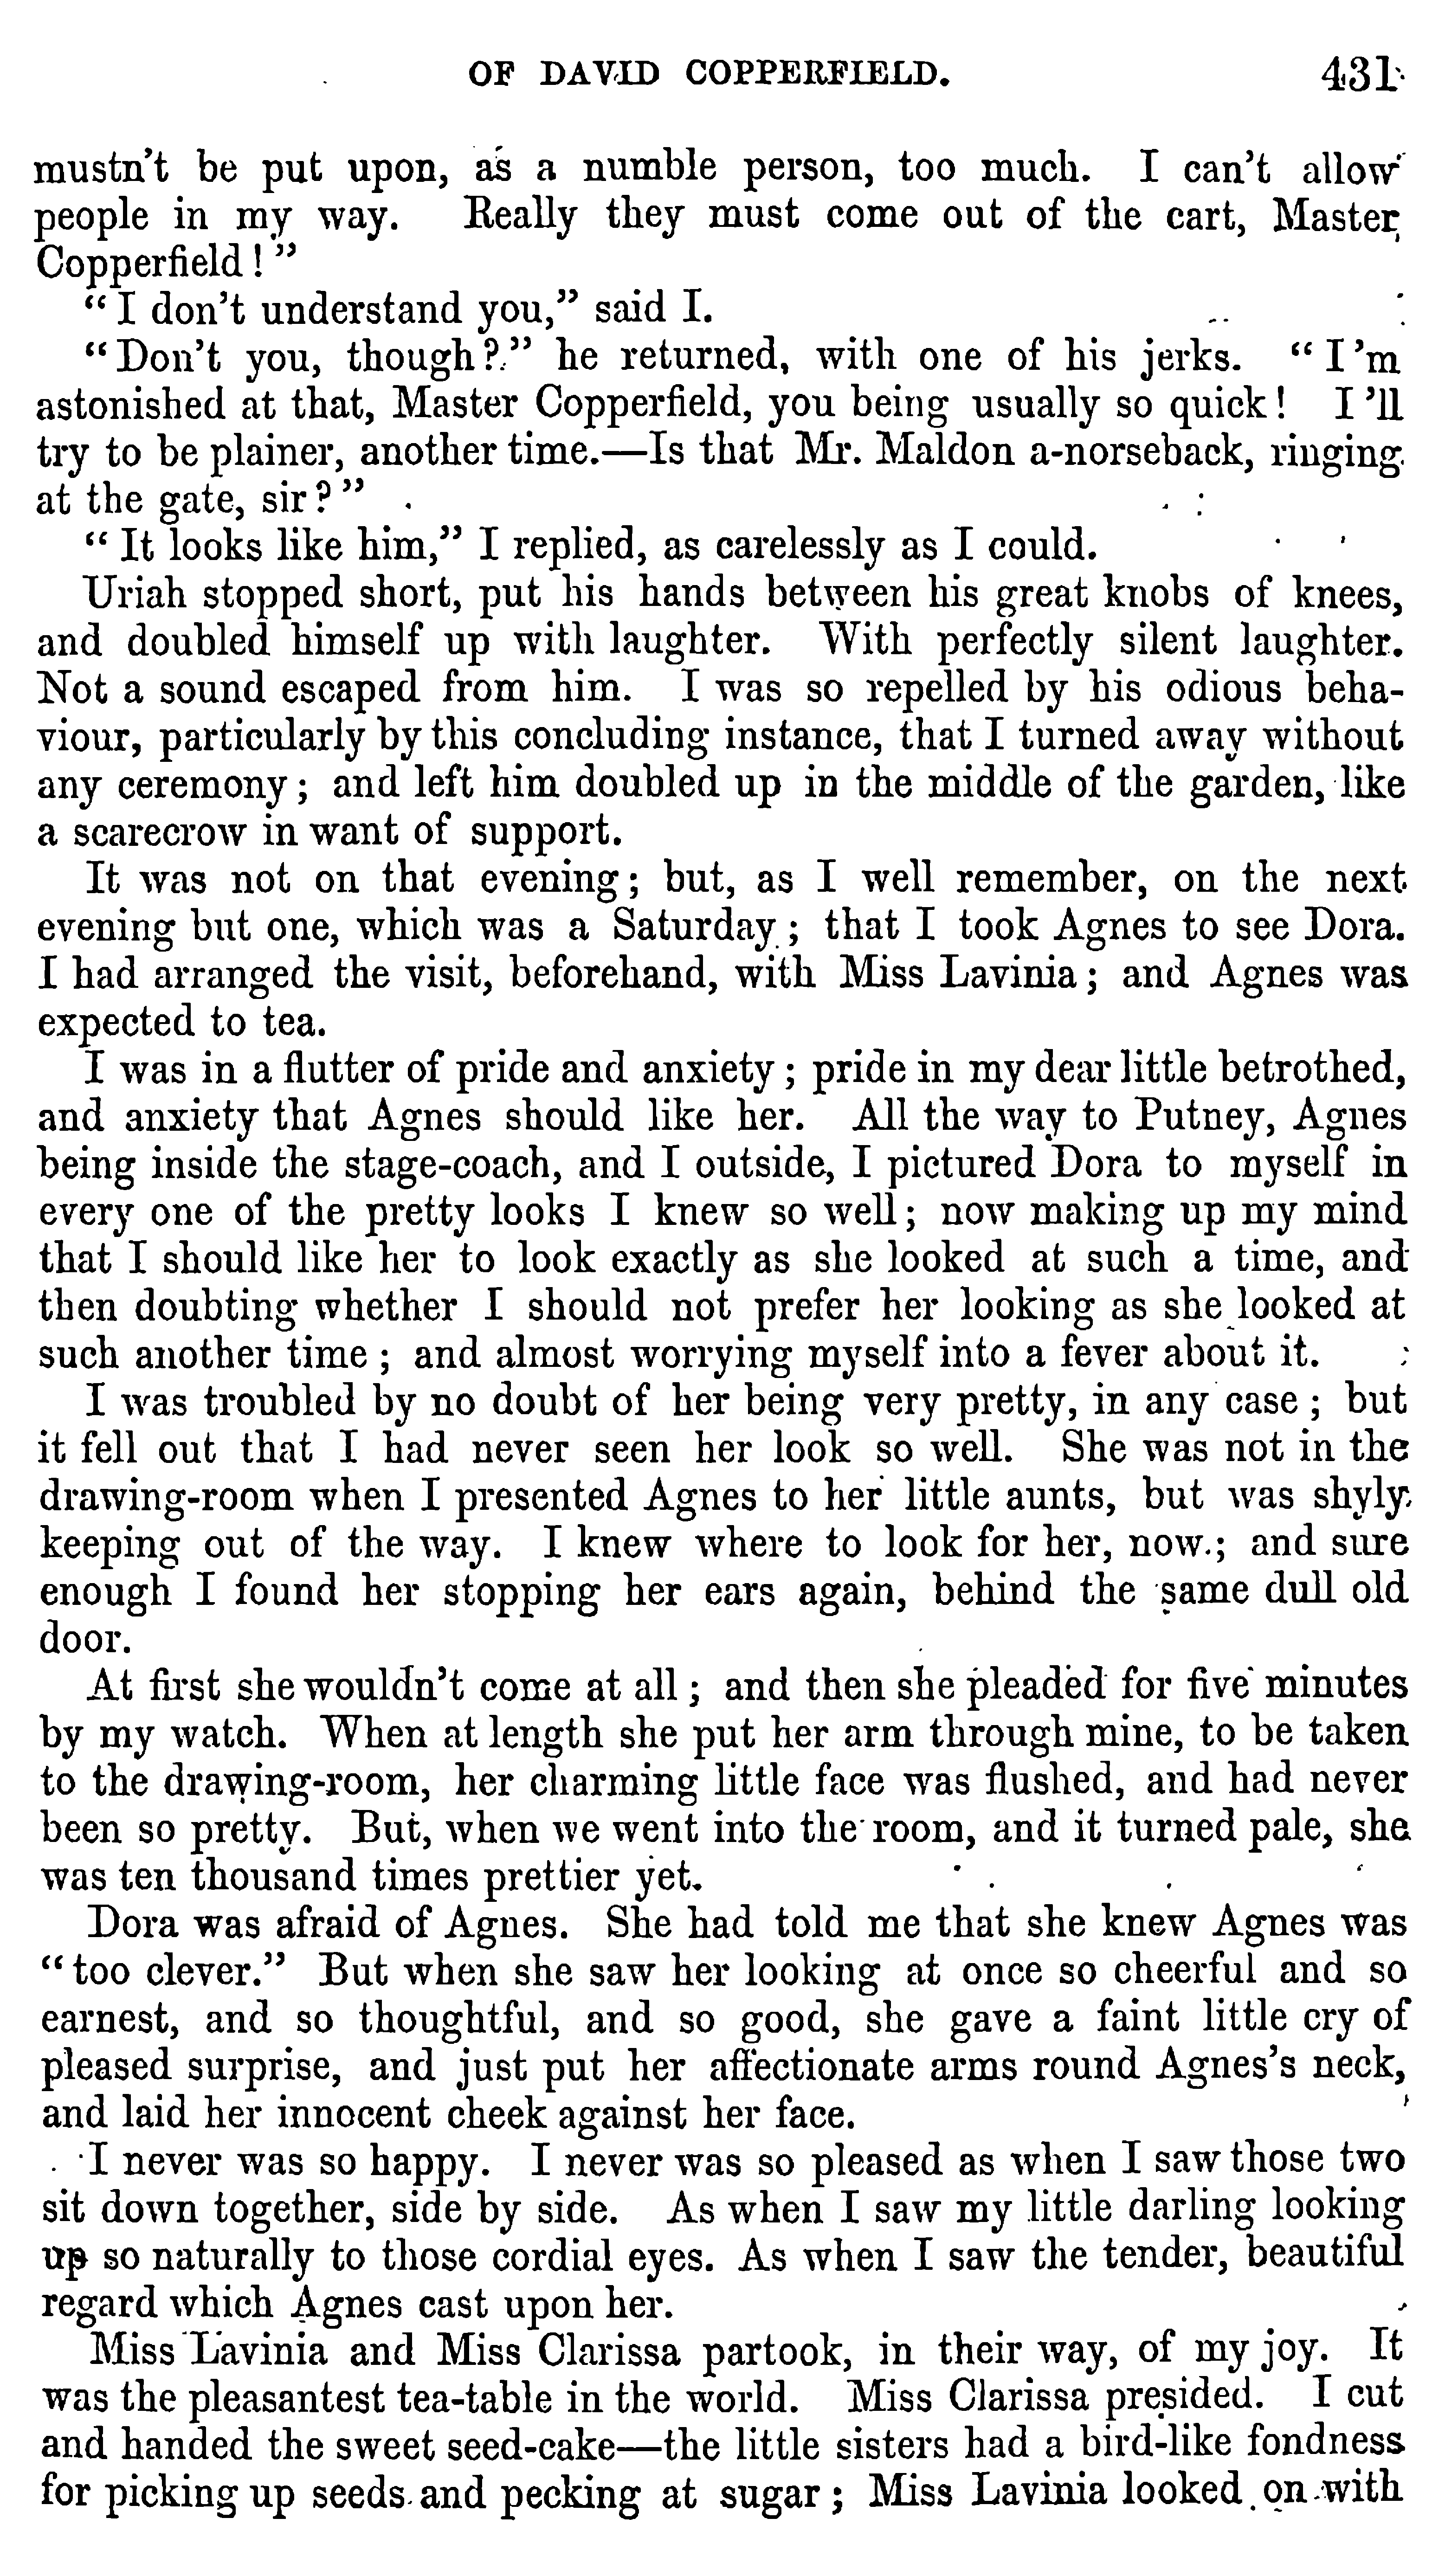 OF DAVID COPPERFIELD. 431
mustn't be put upon, as a numble person, too much. I can't allow
people in my way. Really they must come out of the cart, Master
Copperfield!"
"I don't understand you," said I.
"Don't you, though?" he returned, with one of his jerks. "I'm
astonished at that, Master Copperfield, you being usually so quick! I'll
try to be plainer, another time.—Is that Mr. Maldon a-norseback, ringing
at the gate, sir?"
"It looks like him," I replied, as carelessly as I could.
Uriah stopped short, put his hands between his great knobs of knees,
and doubled himself up with laughter. With perfectly silent laughter.
Not a sound escaped from him. I was so repelled by his odious beha-
viour, particularly by this concluding instance, that I turned away without
any ceremony; and left him doubled up in the middle of the garden, like
a scarecrow in want of support.
It was not on that evening; but, as I well remember, on the next
evening but one, which was a Saturday; that I took Agnes to see Dora.
I had arranged the visit, beforehand, with Miss Lavinia; and Agnes was
expected to tea.
I was in a flutter of pride and anxiety; pride in my dear little betrothed,
and anxiety that Agnes should like her. All the way to Putney, Agnes
being inside the stage-coach, and I outside, I pictured Dora to myself in
every one of the pretty looks I knew so well; now making up my mind
that I should like her to look exactly as she looked at such a time, and
then doubting whether I should not prefer her looking as she looked at
such another time; and almost worrying myself into a fever about it.
I was troubled by no doubt of her being very pretty, in any case; but
it fell out that I had never seen her look so well. She was not in the
drawing-room when I presented Agnes to her little aunts, but was shyly
keeping out of the way. I knew where to look for her, now; and sure
enough I found her stopping her ears again, behind the same dull old
door.
At first she wouldn't come at all; and then she pleaded for five minutes
by my watch. When at length she put her arm through mine, to be taken
to the drawing-room, her charming little face was flushed, and had never
been so pretty. But, when we went into the room, and it turned pale, she
was ten thousand times prettier yet.
Dora was afraid of Agnes. She had told me that she knew Agnes was
"too clever." But when she saw her looking at once so cheerful and so
earnest, and so thoughtful, and so good, she gave a faint little cry of
pleased surprise, and just put her affectionate arms round Agnes's neck,
and laid her innocent cheek against her face.
I never was so happy. I never was so pleased as when I saw those two
sit down together, side by side. As when I saw my little darling looking
up so naturally to those cordial eyes. As when I saw the tender, beautiful
regard which Agnes cast upon her.
Miss Lavinia and Miss Clarissa partook, in their way, of my joy. It
was the pleasantest tea-table in the world. Miss Clarissa presided. I cut
and handed the sweet seed-cake—the little sisters had a bird-like fondness
for picking up seeds and pecking at sugar; Miss Lavinia looked on with